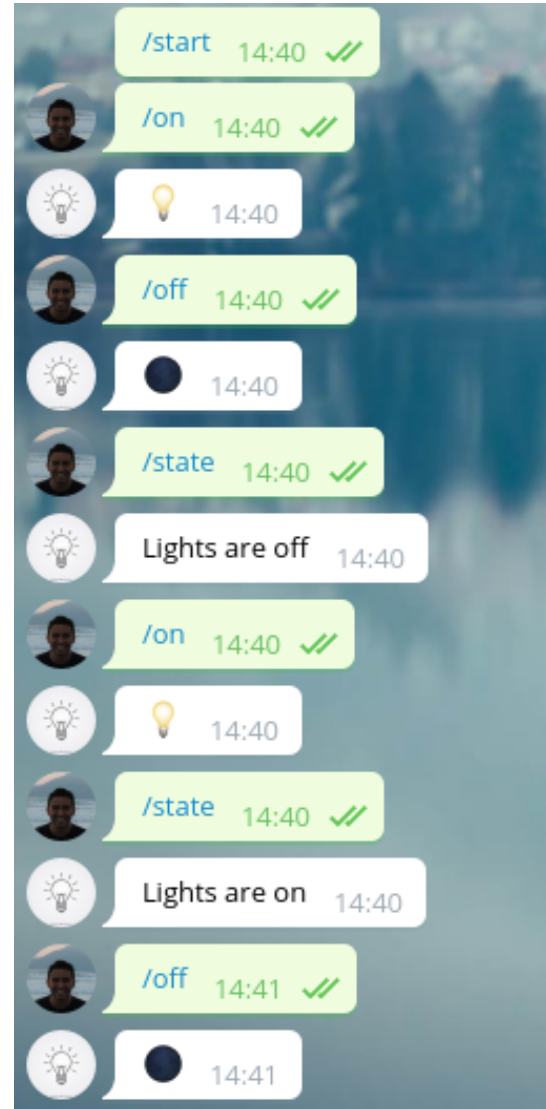 /start 14:40
/on 14:40
💡 14:40
/off 14:40
🌑 14:40
/state 14:40
Lights are off 14:40
/on 14:40
💡 14:40
/state 14:40
Lights are on 14:40
/off 14:41
🌑 14:41